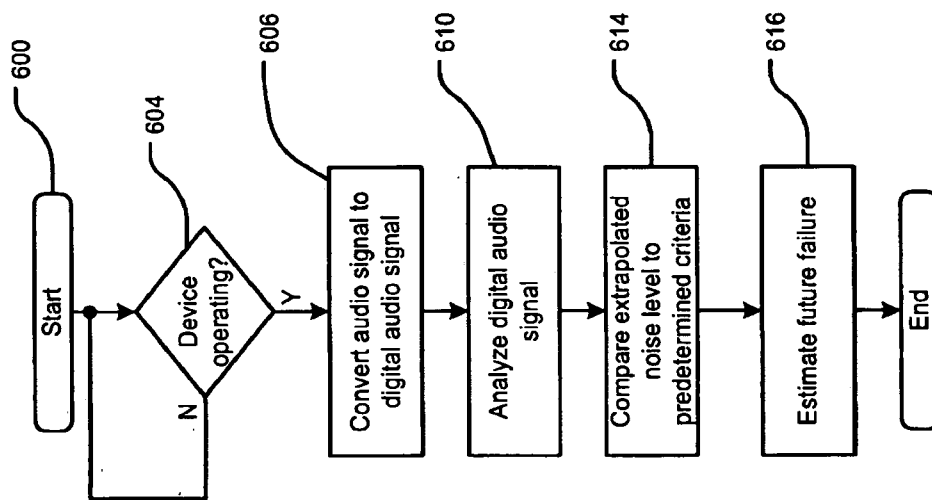 600
Start
604
Device
operating?
N
Y
606
Convert audio signal to
digital audio signal
610
Analyze digital audio
signal
614
Compare extrapolated
noise level to
predetermined criteria
616
Estimate future failure
End